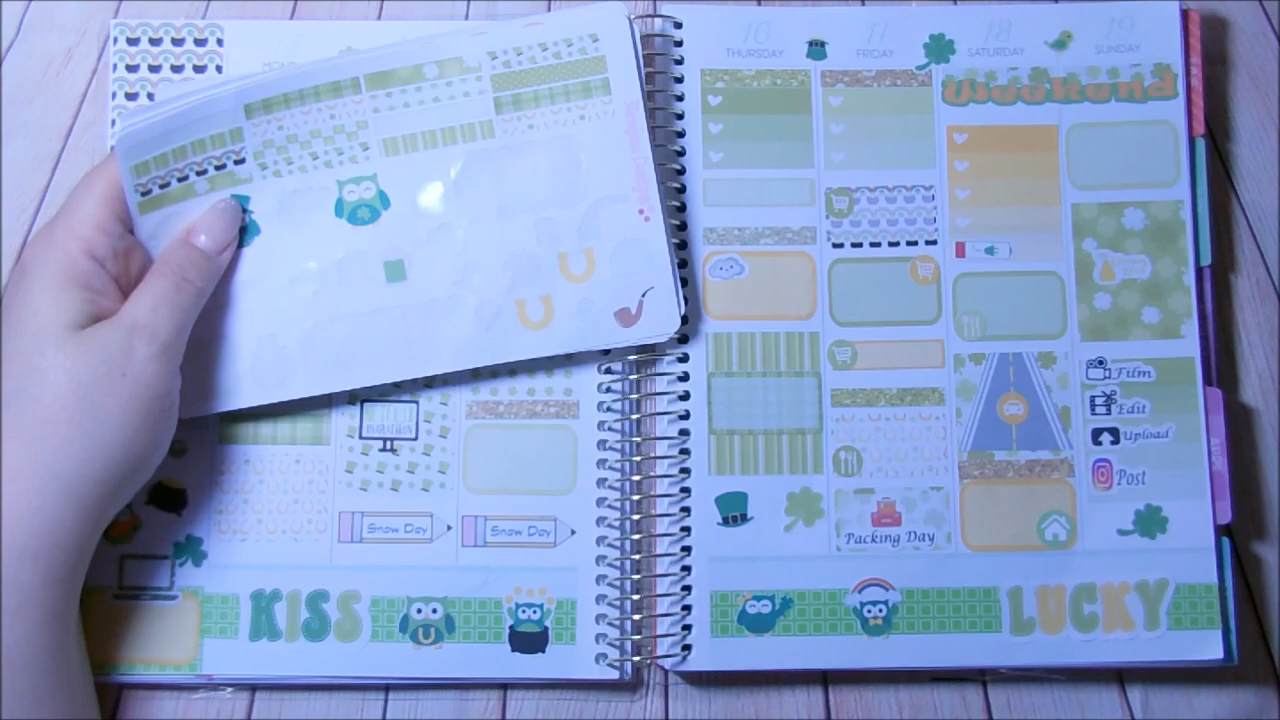 16
THURSDAY
17
FRIDAY
18
SATURDAY
19
SUNDAY
Weekend
MARATHON
Snow Day
Snow Day
Packing Day
Film
Edit
Upload
Post
KISS
LUCKY